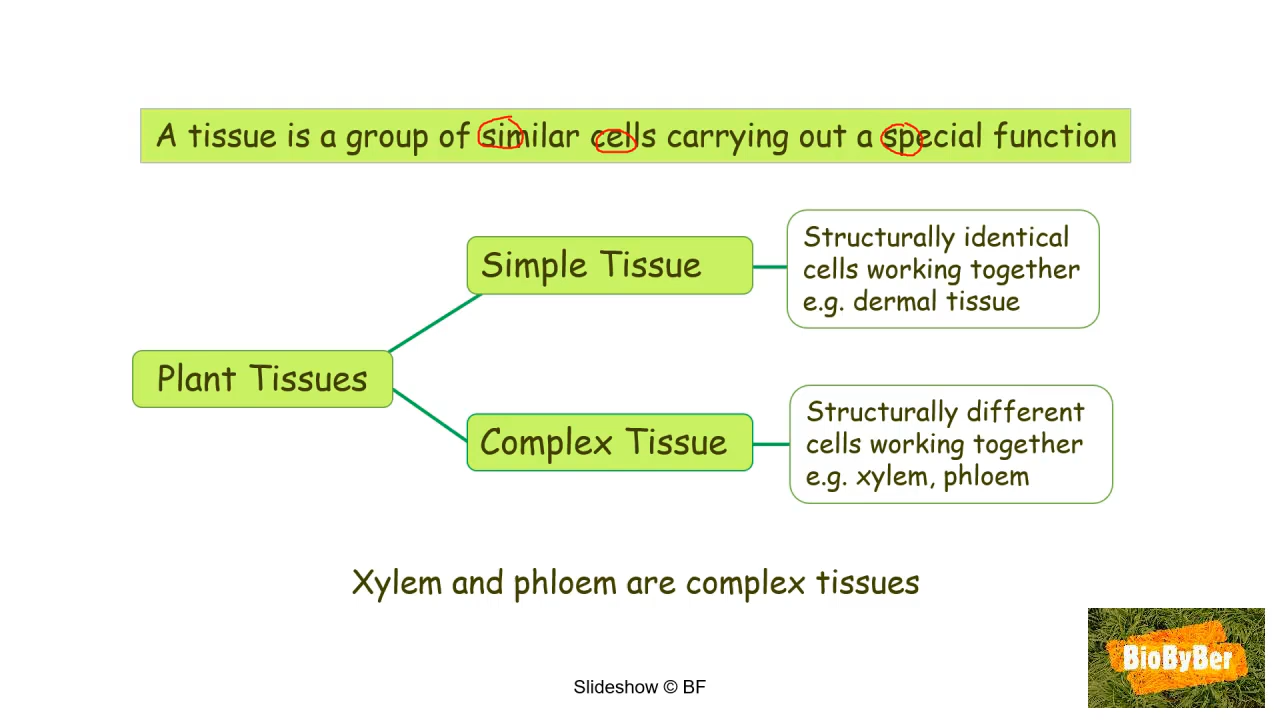 A tissue is a group of similar cells carrying out a special function
Simple Tissue
Structurally identical
cells working together
e.g. dermal tissue
Plant Tissues
Complex Tissue
Structurally different
cells working together
e.g. xylem, phloem
Xylem and phloem are complex tissues
BioByBer
Slideshow © BF